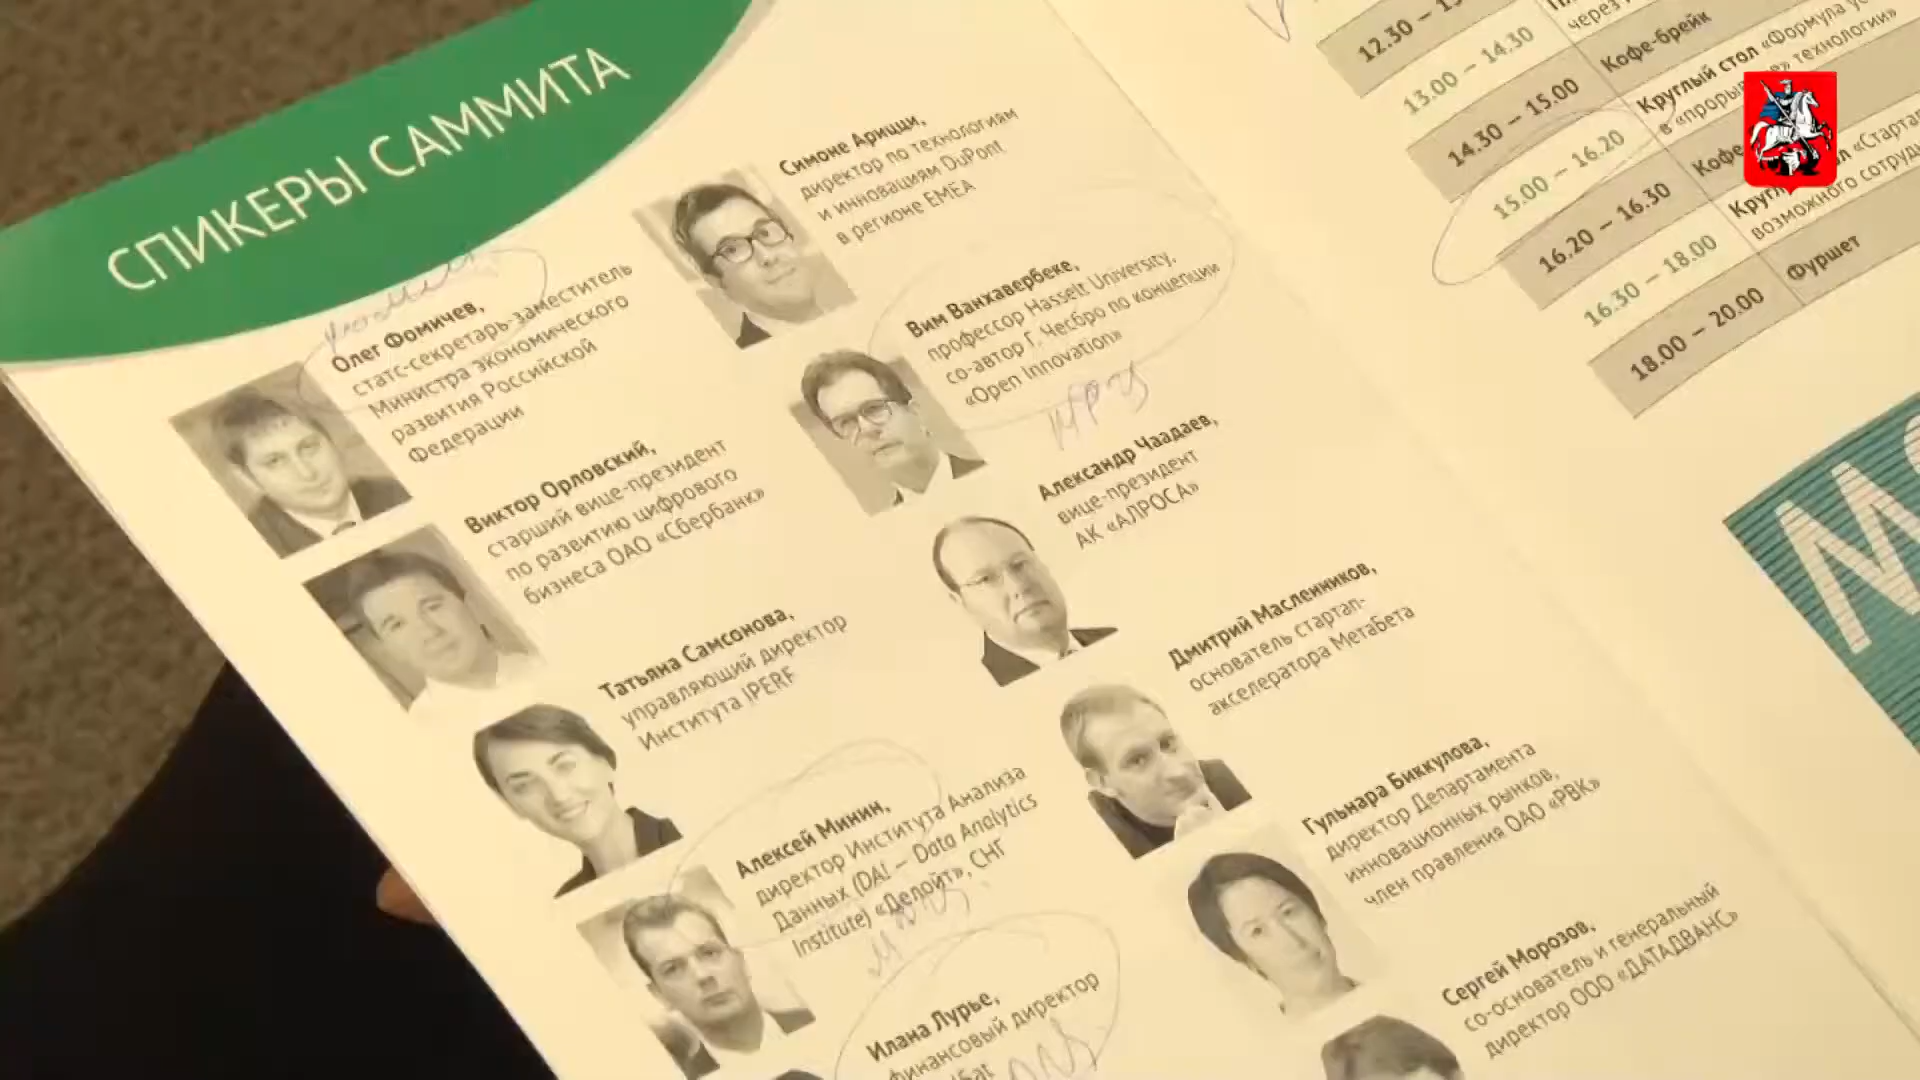 СПИКЕРЫ САММИТА
Олег Фомичев,
статс-секретарь-заместитель
Министра экономического
развития Российской
Федерации
Виктор Орловский,
старший вице-президент
по развитию цифрового
бизнеса ОАО «Сбербанк»
Татьяна Самсонова,
управляющий директор
Института IPERF
Алексей Минин,
директор Института Анализа
Данных (DAI – Data Analytics
Institute) «Делойт», СНГ
Илана Лурье,
финансовый директор
Симоне Арицци,
директор по технологиям
и инновациям DuPont
в регионе EMEA
Вим Ванхавербеке,
профессор Hasselt University,
со-автор Г. Чесбро по концепции
«Open Innovation»
Александр Чаадаев,
вице-президент
АК «АЛРОСА»
Дмитрий Масленников,
основатель стартап-
акселератора МетаБета
Гульнара Биккулова,
директор Департамента
инновационных рынков,
член правления ОАО «РВК»
Сергей Морозов,
со-основатель и генеральный
директор ООО «ДАТАДВАНС»
12.30 –
13.00 – 14.30
через
14.30 – 15.00
Кофе-брейк
15.00 – 16.20
Круглый стол «Формула
в «прорыв технологии»
16.20 – 16.30
Кофе
16.30 – 18.00
«Стартап
возможного сотруд
18.00 – 20.00
Фуршет